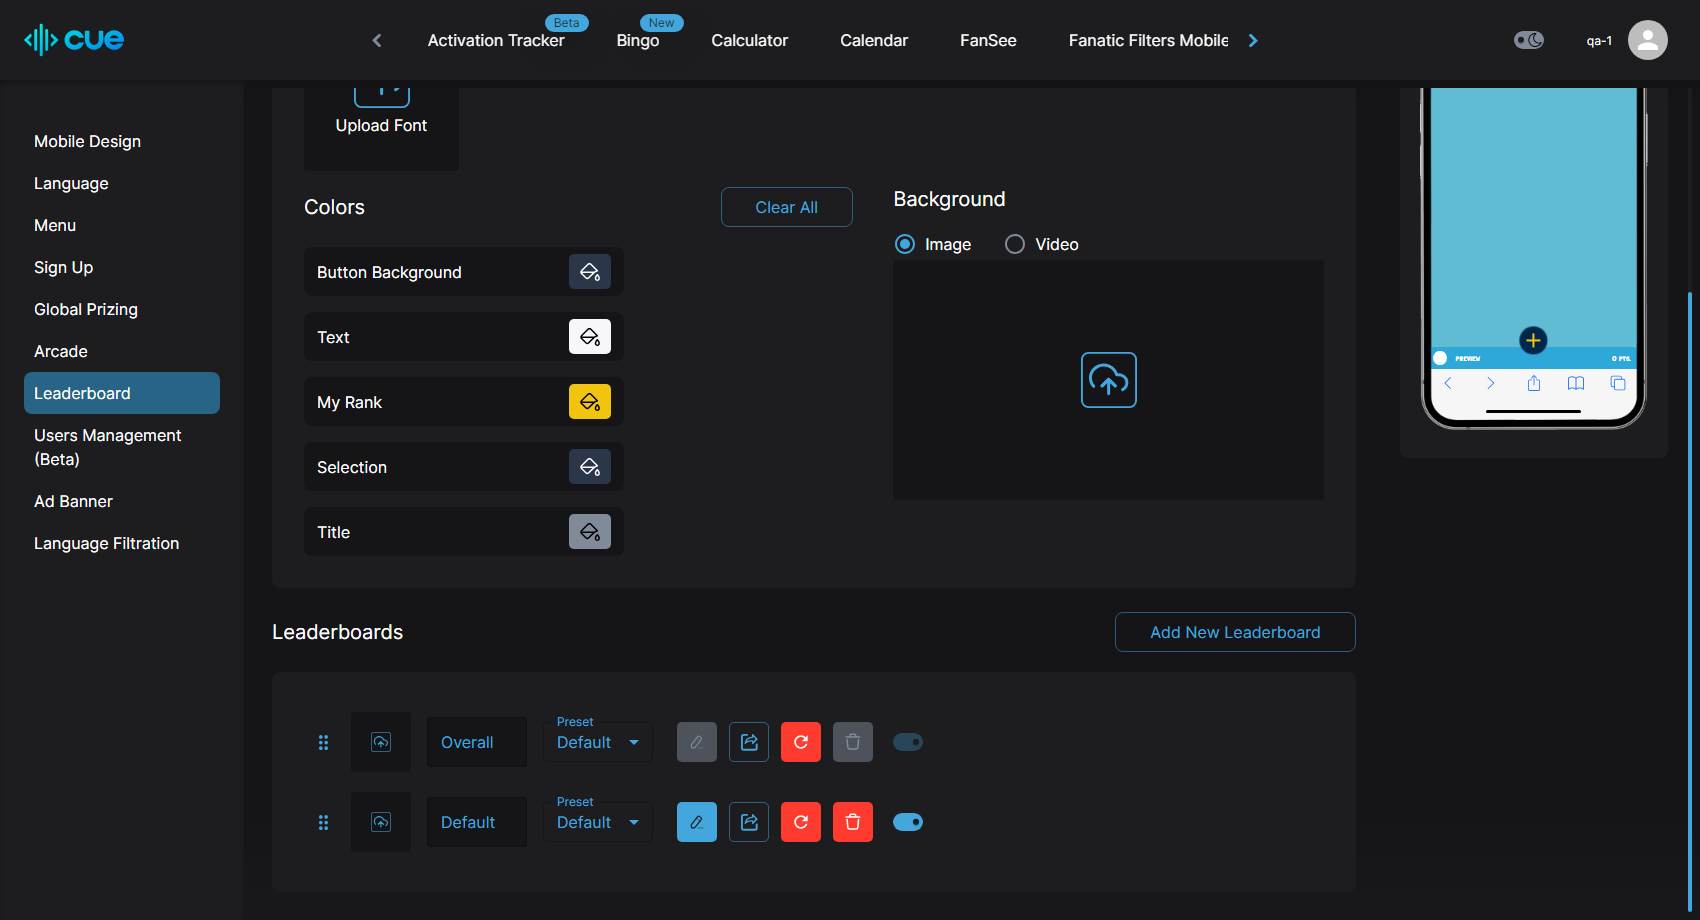 cue
Activation Tracker
Beta
Bingo
New
Calculator
Calendar
FanSee
Fanatic Filters Mobile
qa-1
Mobile Design
Language
Menu
Sign Up
Global Prizing
Arcade
Leaderboard
Users Management
(Beta)
Ad Banner
Language Filtration
Upload Font
Colors
Clear All
Button Background
Text
My Rank
Selection
Title
Background
Image
Video
PREVIEW
0 PTS.
Leaderboards
Add New Leaderboard
Overall
Preset
Default
Default
Preset
Default